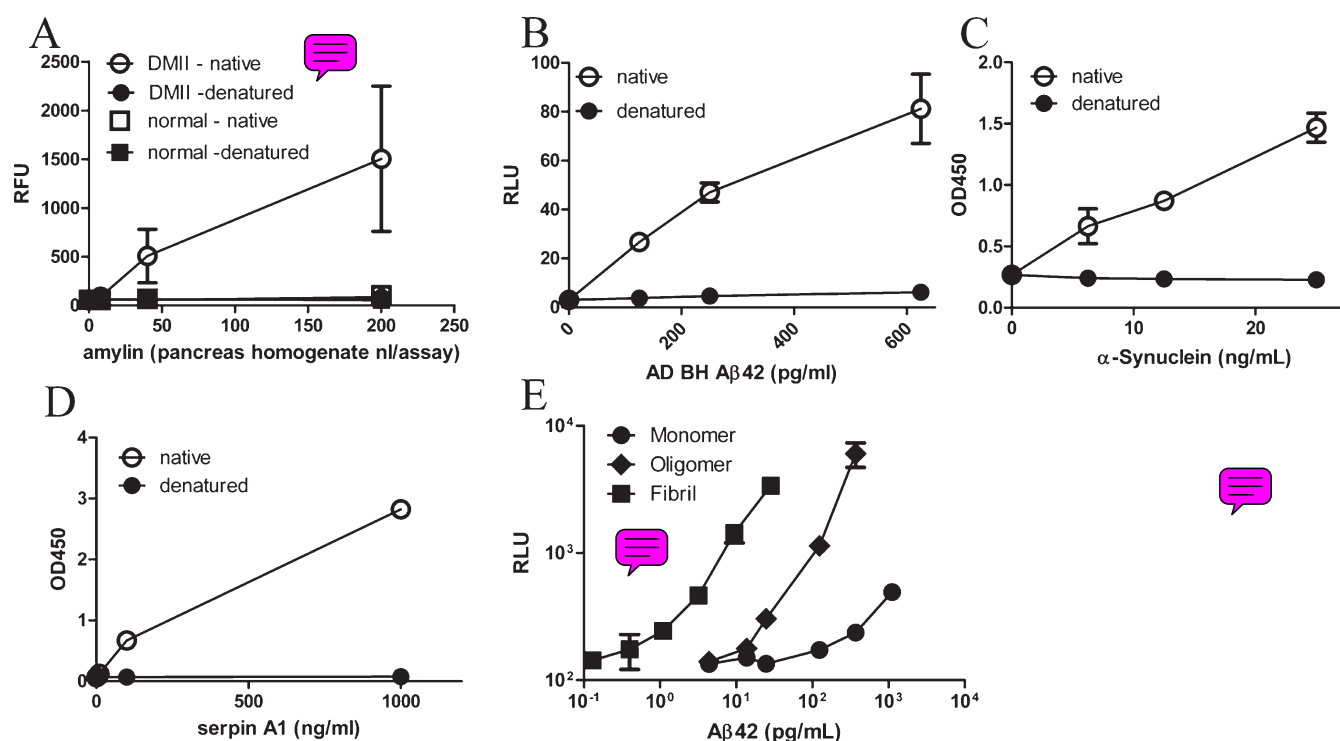 A
2500
2000
1500
1000
500
0
RFU
DMII - native
DMII -denatured
normal - native
normal -denatured
0 50 100 150 200 250
amylin (pancreas homogenate nl/assay)
B
100
80
60
40
20
0
RLU
native
denatured
0 200 400 600
AD BH Aβ42 (pg/ml)
C
2.0
1.5
1.0
0.5
0.0
OD450
native
denatured
0 10 20
α-Synuclein (ng/mL)
D
4
3
2
1
0
OD450
native
denatured
0 500 1000
serpin A1 (ng/ml)
E
10⁴
10³
10²
RLU
Monomer
Oligomer
Fibril
10⁻¹ 10⁰ 10¹ 10² 10³ 10⁴
Aβ42 (pg/mL)